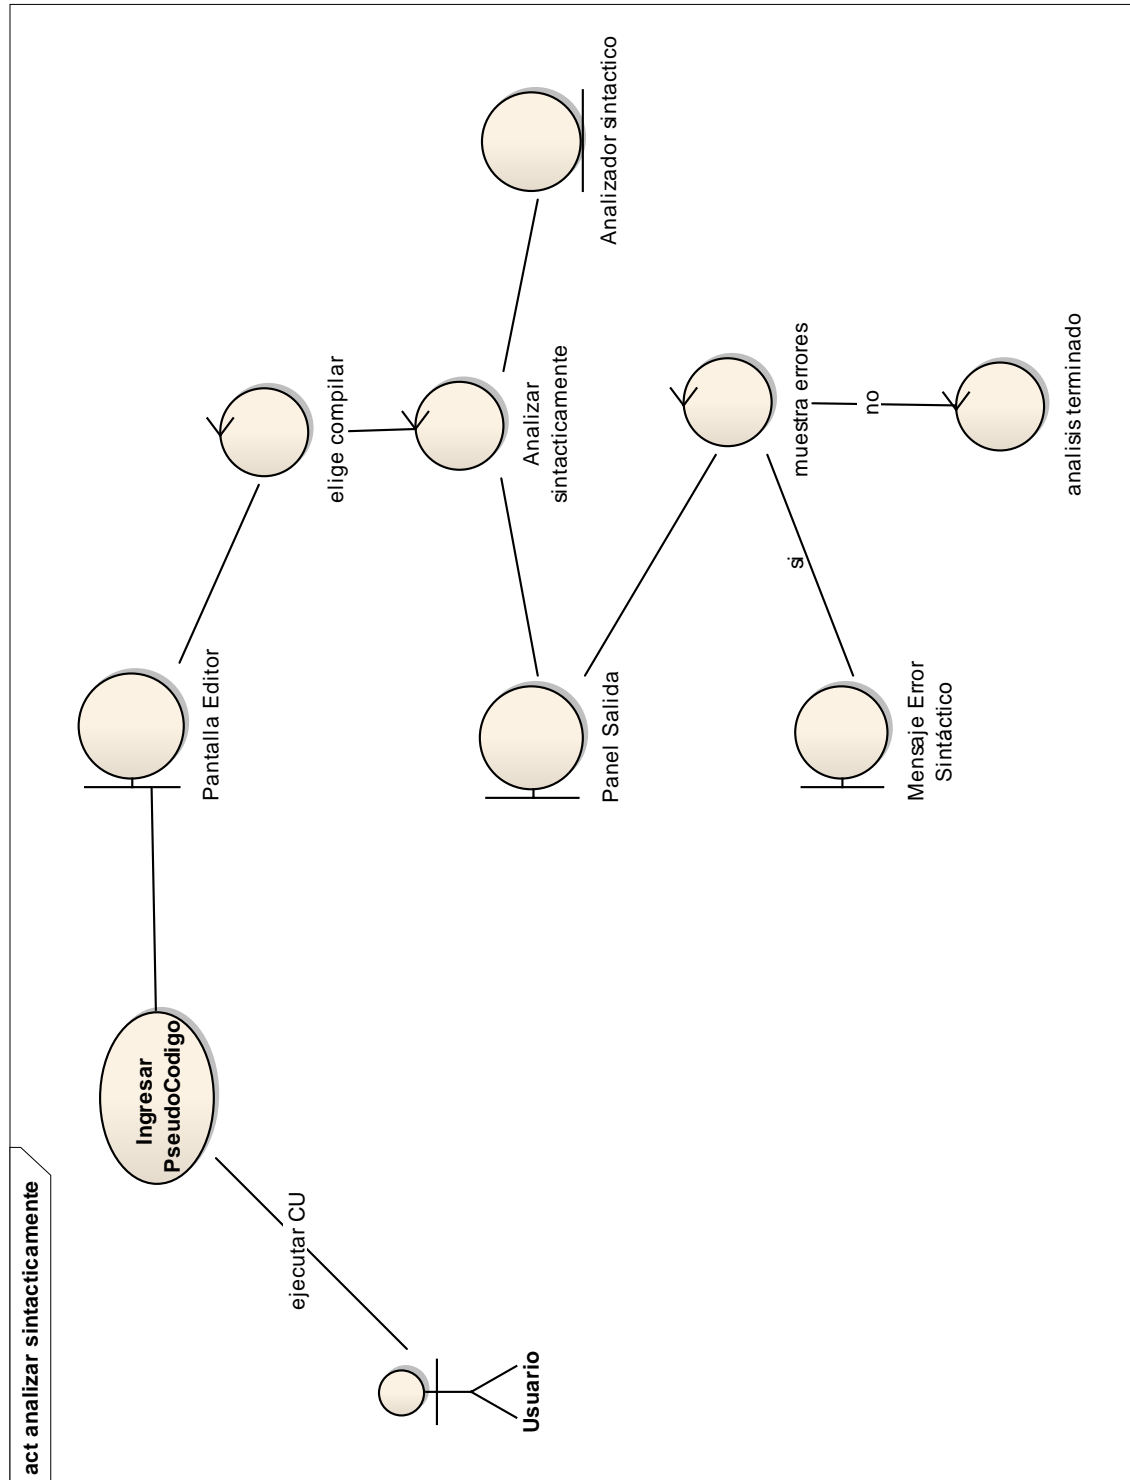 act analizar sintacticamente
Usuario
ejecutar CU
Ingresar
PseudoCodigo
Pantalla Editor
elige compilar
Analizar
sintacticamente
Analizador sintactico
Panel Salida
muestra errores
si
no
Mensaje Error
Sintáctico
analisis terminado